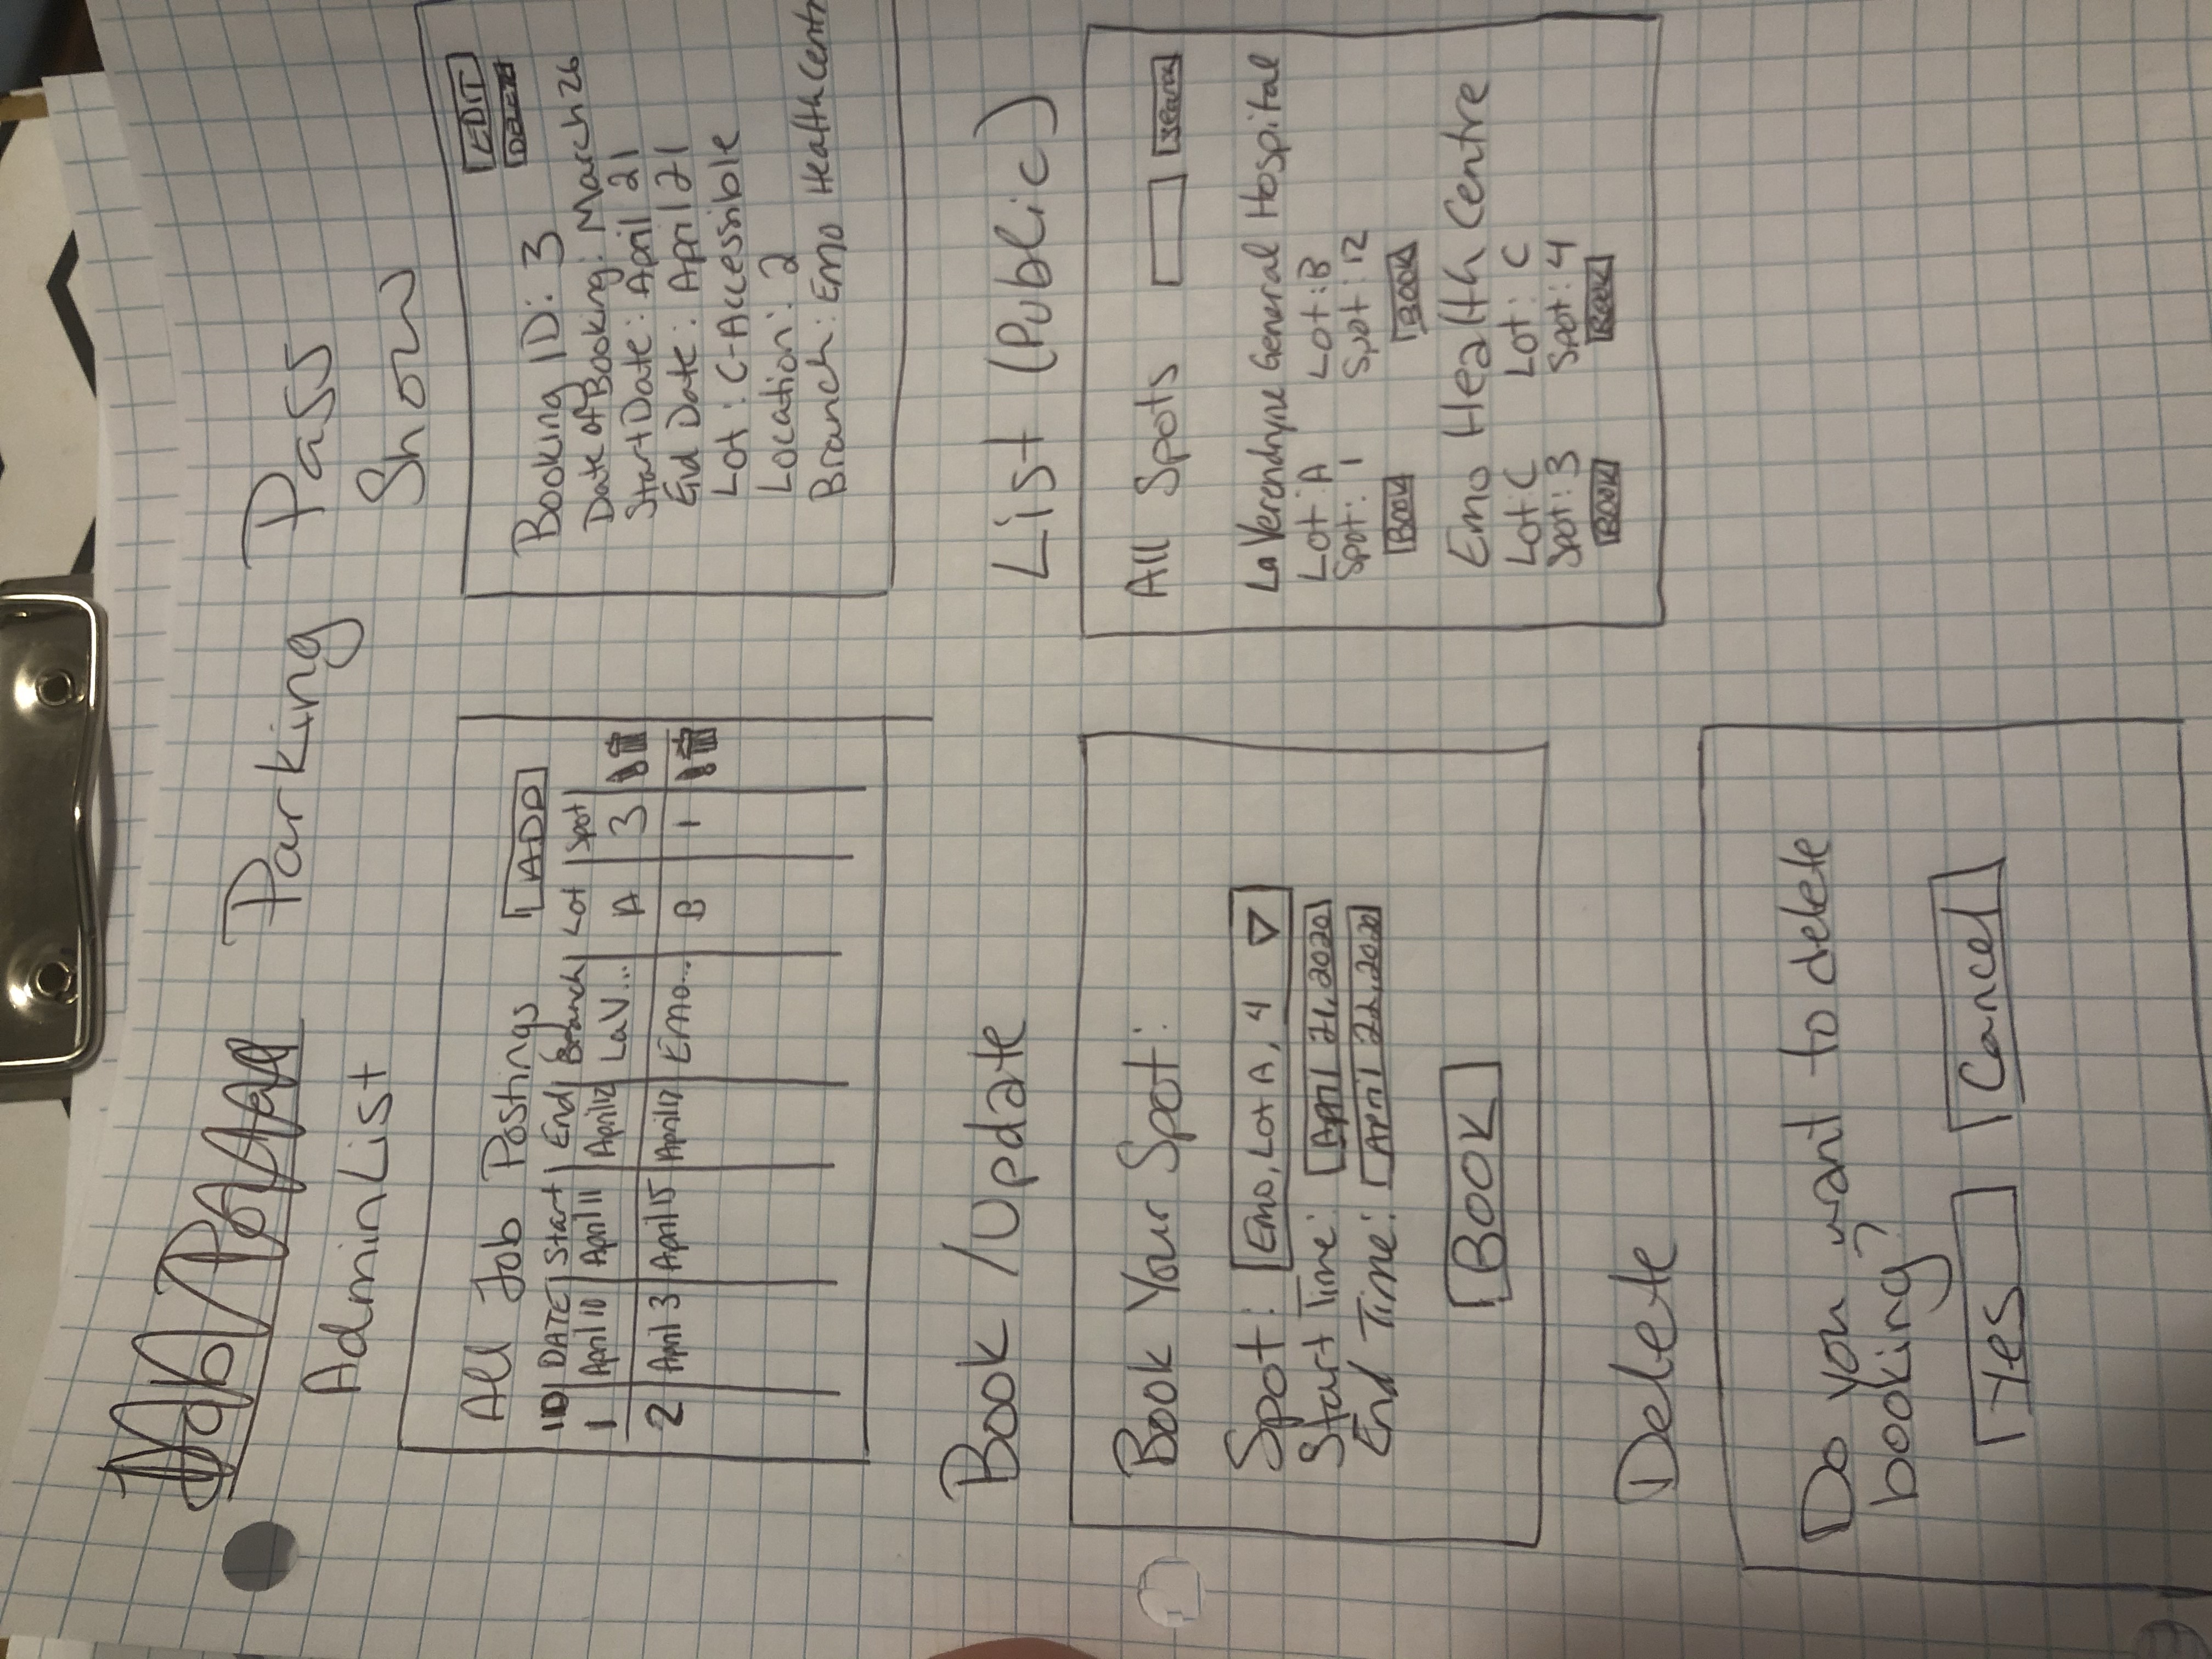 Job Portal
Parking Pass
Admin List
All Job Postings
ADD
ID DATE Start End Branch Lot Spot
1 April 10 April 11 April 12 LaV... A 3
2 April 3 April 15 April 17 Emo... B 1
Show
EDIT
DELETE
Booking ID: 3
Date of Booking: March 26
Start Date: April 21
End Date: April 21
Lot: C-Accessible
Location: 2
Branch: Emo Health Centr
Book / Update
Book Your Spot:
Spot: Emo, Lot A, 4
Start Time: April 21, 2020
End Time: April 22, 2020
BOOK
List (Public)
All Spots
Search
La Verendryne General Hospital
Lot A Lot: B
Spot: 1 Spot: 12
BOOK BOOK
Emo Health Centre
Lot C Lot: C
Spot: 3 Spot: 4
BOOK BOOK
Delete
Do you want to delete
booking?
Yes Cancel